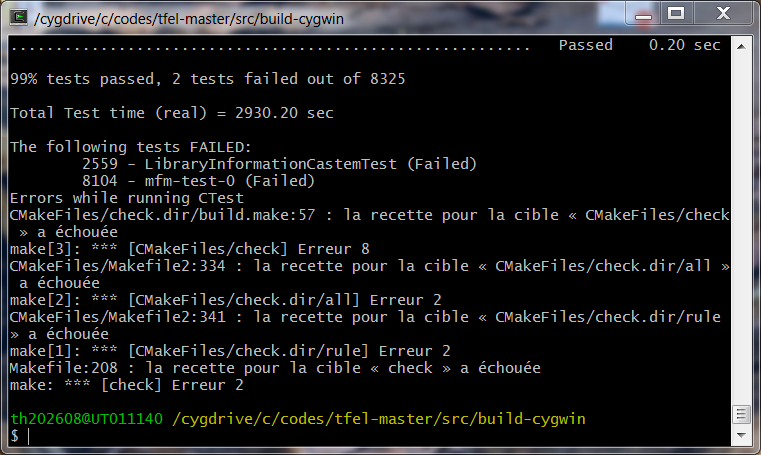 /cygdrive/c/codes/tfel-master/src/build-cygwin
.......................................................... Passed 0.20 sec
99% tests passed, 2 tests failed out of 8325
Total Test time (real) = 2930.20 sec
The following tests FAILED:
2559 - LibraryInformationCastemTest (Failed)
8104 - mfm-test-0 (Failed)
Errors while running CTest
CMakeFiles/check.dir/build.make:57 : la recette pour la cible « CMakeFiles/check
» a échouée
make[3]: *** [CMakeFiles/check] Erreur 8
CMakeFiles/Makefile2:334 : la recette pour la cible « CMakeFiles/check.dir/all »
a échouée
make[2]: *** [CMakeFiles/check.dir/all] Erreur 2
CMakeFiles/Makefile2:341 : la recette pour la cible « CMakeFiles/check.dir/rule
» a échouée
make[1]: *** [CMakeFiles/check.dir/rule] Erreur 2
Makefile:208 : la recette pour la cible « check » a échouée
make: *** [check] Erreur 2
th202608@UT011140 /cygdrive/c/codes/tfel-master/src/build-cygwin
$